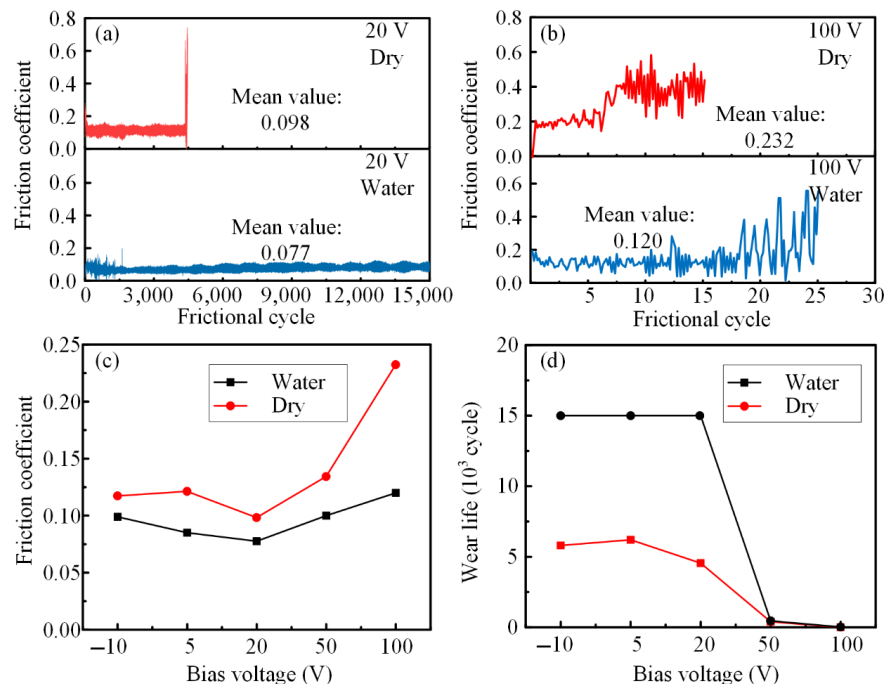 (a)
20 V
Dry
Mean value:
0.098
0.8
0.6
0.4
0.2
0.0
Friction coefficient
20 V
Water
Mean value:
0.077
0.6
0.4
0.2
0.0
0 3,000 6,000 9,000 12,000 15,000
Frictional cycle
(b)
100 V
Dry
Mean value:
0.232
0.8
0.6
0.4
0.2
0.0
Friction coefficient
100 V
Water
Mean value:
0.120
0.6
0.4
0.2
0.0
5 10 15 20 25 30
Frictional cycle
(c)
Water
Dry
0.25
0.20
0.15
0.10
0.05
0.00
Friction coefficient
−10 5 20 50 100
Bias voltage (V)
(d)
Water
Dry
20
15
10
5
0
Wear life (10³ cycle)
−10 5 20 50 100
Bias voltage (V)